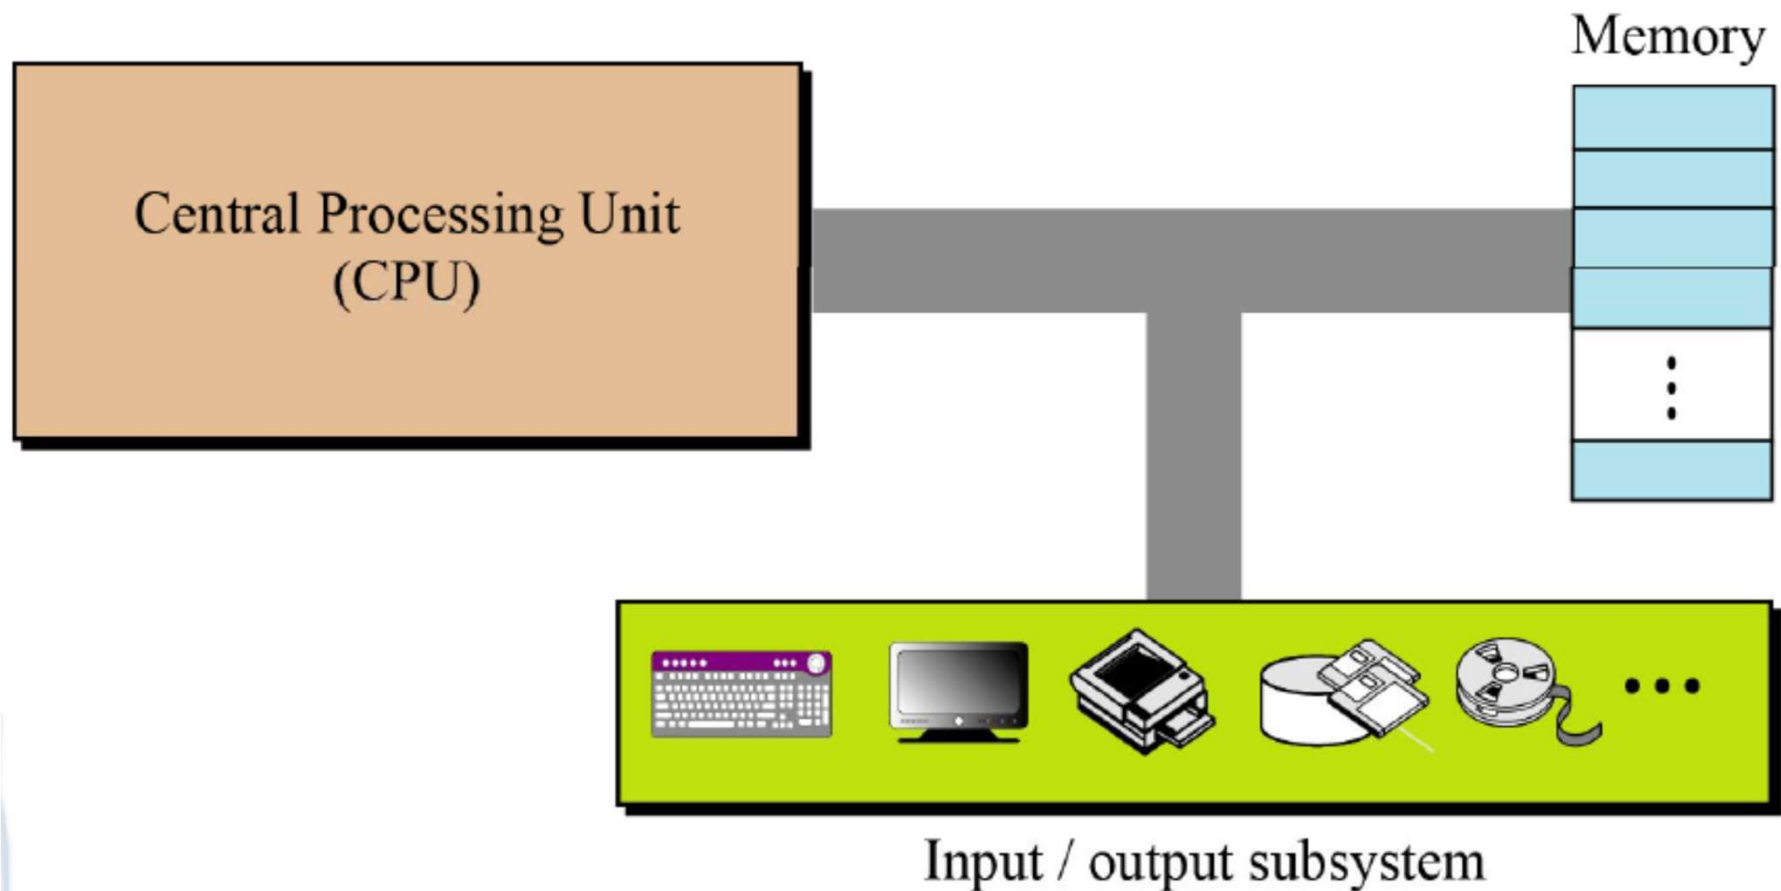 Memory
Central Processing Unit
(CPU)
Input / output subsystem